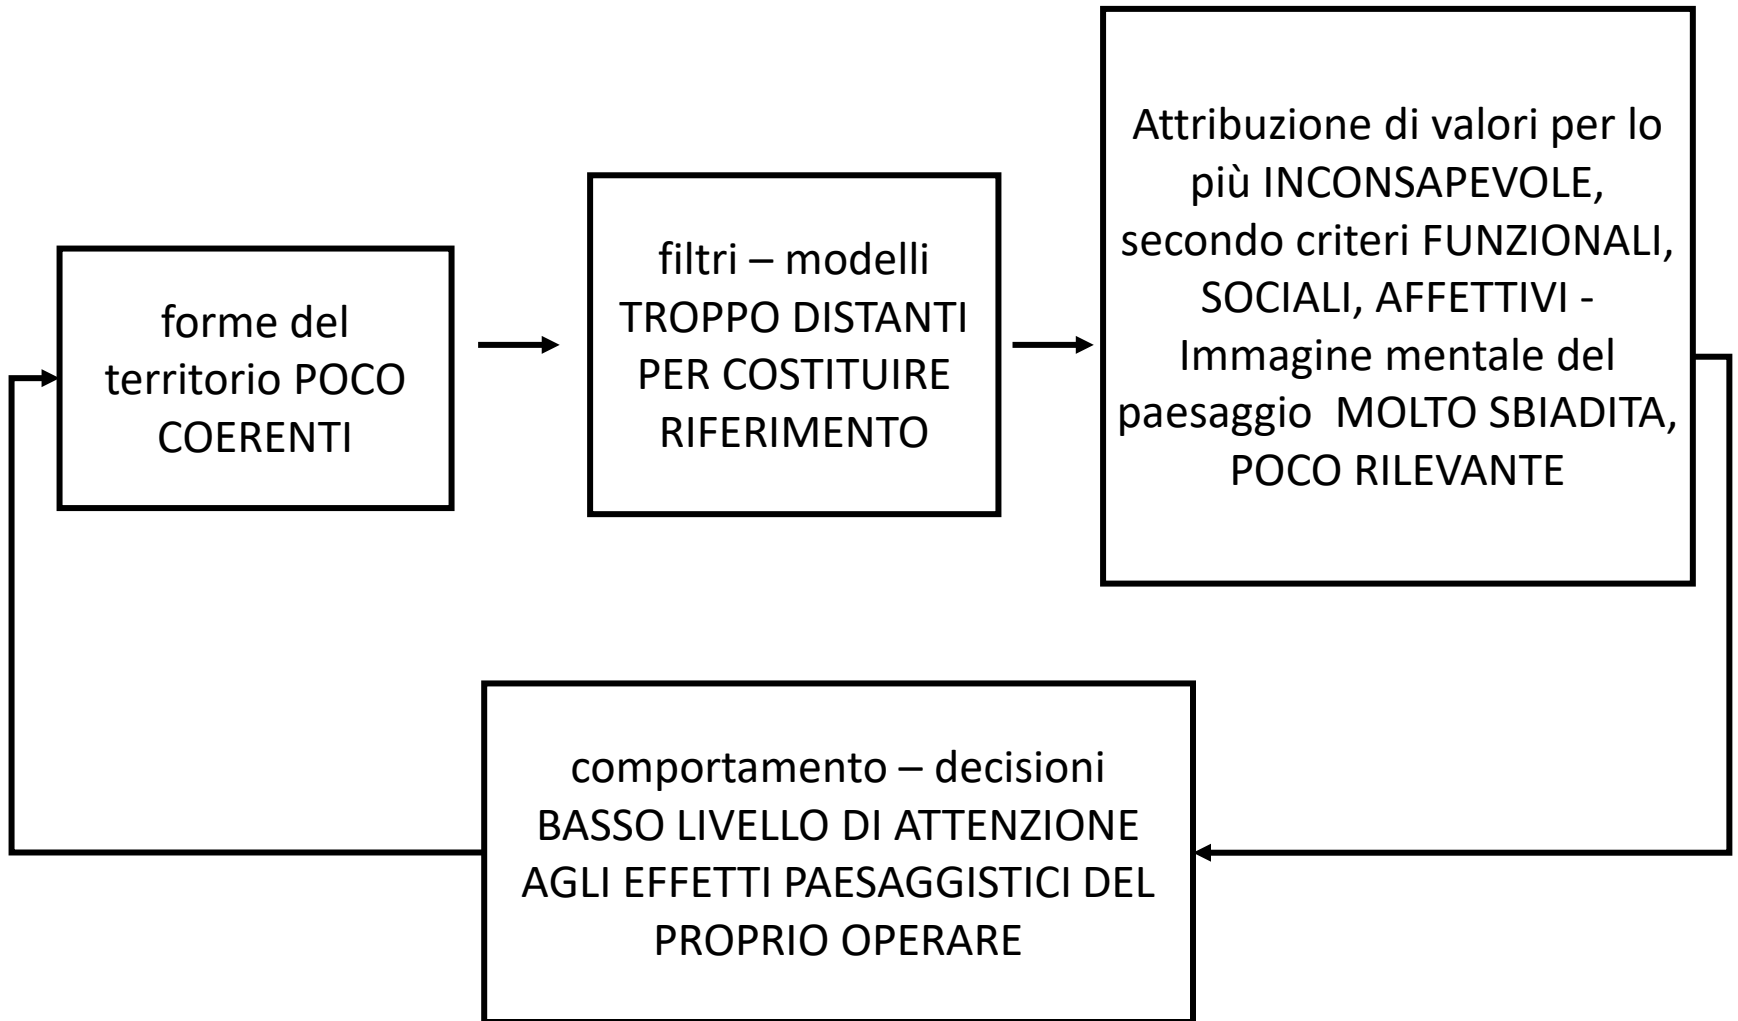 forme del
territorio POCO
COERENTI
filtri – modelli
TROPPO DISTANTI
PER COSTITUIRE
RIFERIMENTO
Attribuzione di valori per lo
più INCONSAPEVOLE,
secondo criteri FUNZIONALI,
SOCIALI, AFFETTIVI -
Immagine mentale del
paesaggio  MOLTO SBIADITA,
POCO RILEVANTE
comportamento – decisioni
BASSO LIVELLO DI ATTENZIONE
AGLI EFFETTI PAESAGGISTICI DEL
PROPRIO OPERARE